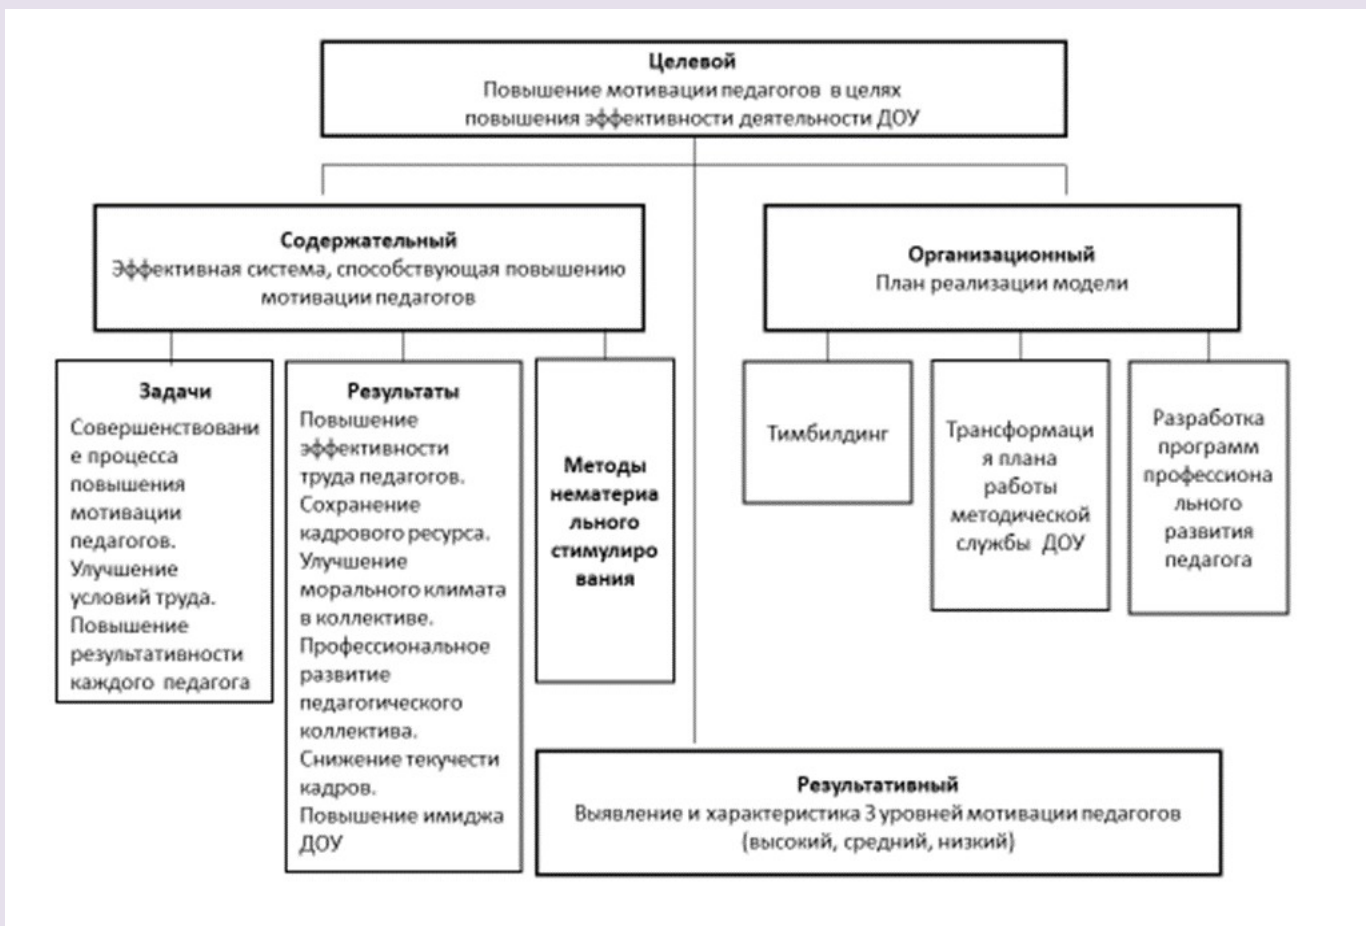 Целевой
Повышение мотивации педагогов в целях
повышения эффективности деятельности ДОУ
Содержательный
Эффективная система, способствующая повышению
мотивации педагогов
Организационный
План реализации модели
Задачи
Совершенствовани
е процесса
повышения
мотивации
педагогов.
Улучшение
условий труда.
Повышение
результативности
каждого педагога
Результаты
Повышение
эффективности
труда педагогов.
Сохранение
кадрового ресурса.
Улучшение
морального климата
в коллективе.
Профессиональное
развитие
педагогического
коллектива.
Снижение текучести
кадров.
Повышение имиджа
ДОУ
Методы
нематериа
льного
стимулиро
вания
Тимбилдинг
Трансформаци
я плана
работы
методической
службы ДОУ
Разработка
программ
профессиона
льного
развития
педагога
Результативный
Выявление и характеристика 3 уровней мотивации педагогов
(высокий, средний, низкий)